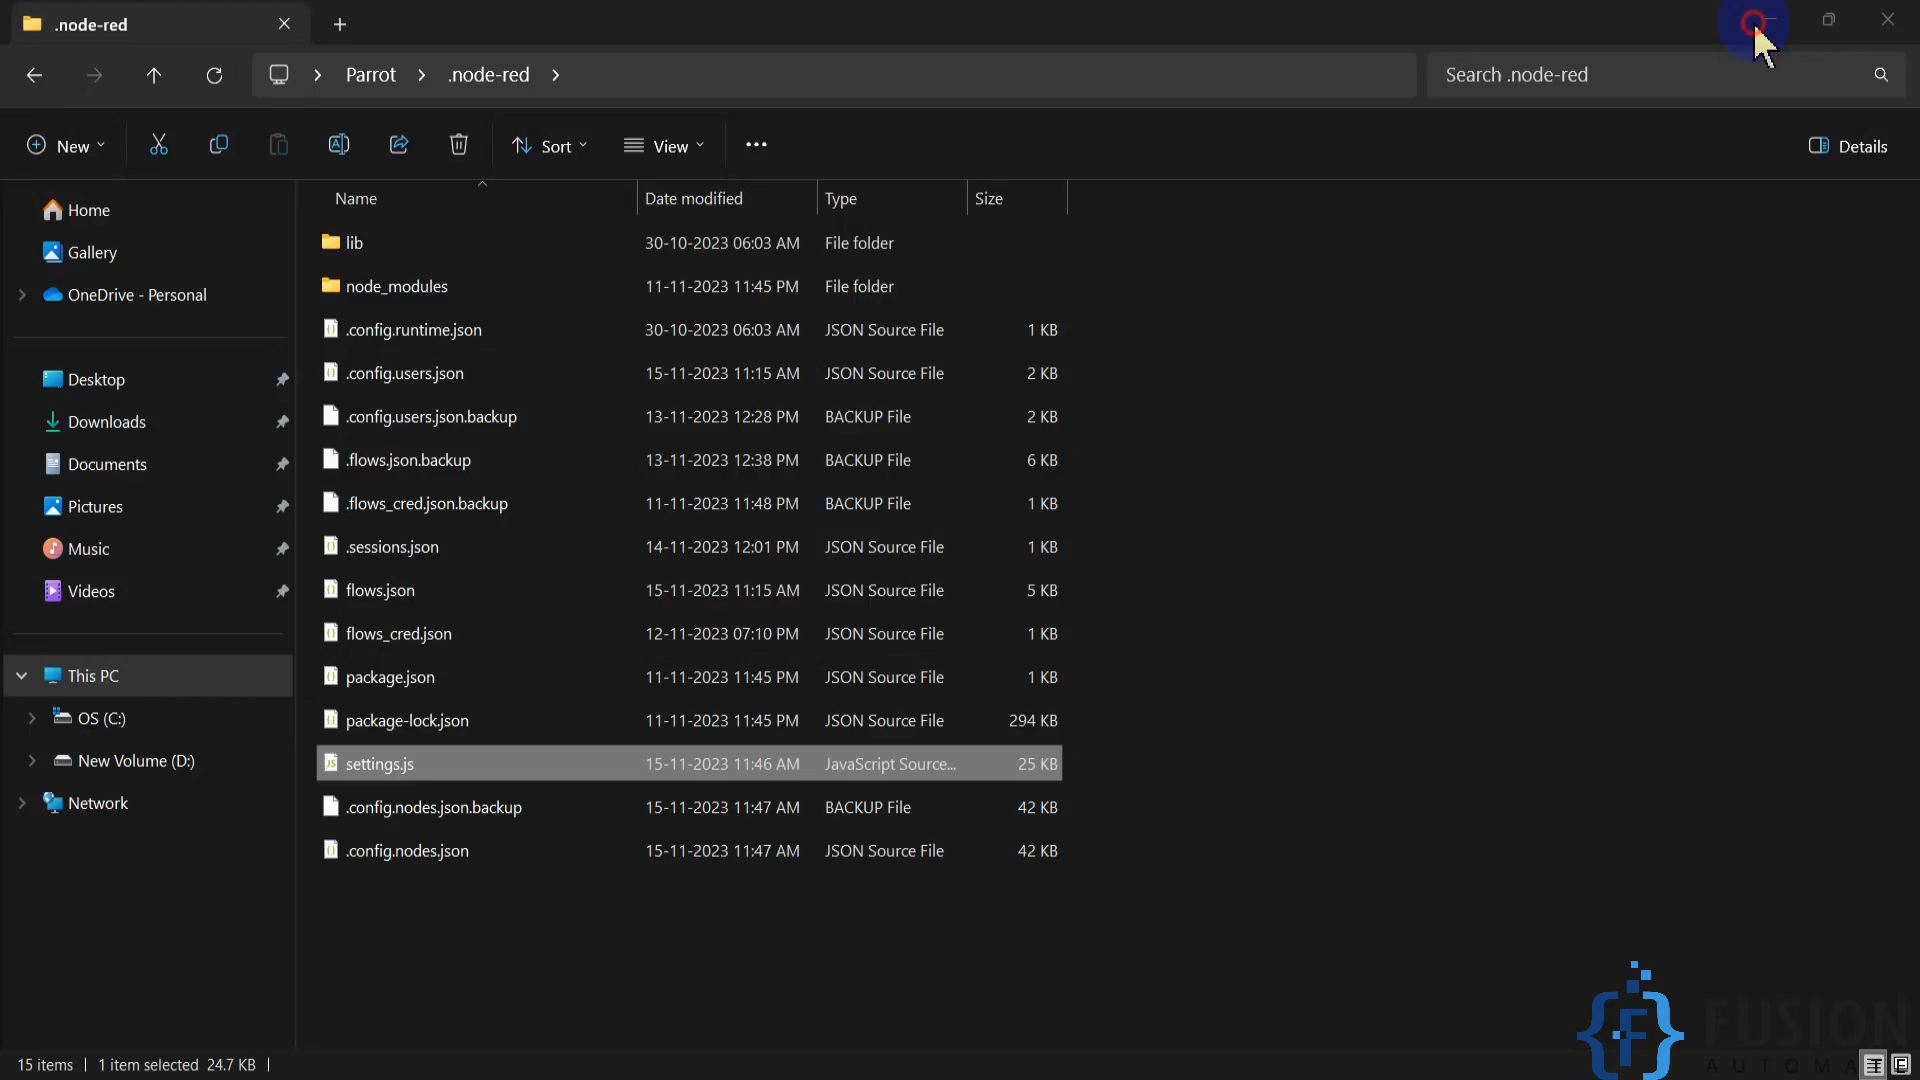 .node-red
Parrot .node-red
Search .node-red
New
Sort
View
Details
Name Date modified Type Size
Home
Gallery
OneDrive - Personal
Desktop
Downloads
Documents
Pictures
Music
Videos
This PC
OS (C:)
New Volume (D:)
Network
lib 30-10-2023 06:03 AM File folder
node_modules 11-11-2023 11:45 PM File folder
.config.runtime.json 30-10-2023 06:03 AM JSON Source File 1 KB
.config.users.json 15-11-2023 11:15 AM JSON Source File 2 KB
.config.users.json.backup 13-11-2023 12:28 PM BACKUP File 2 KB
.flows.json.backup 13-11-2023 12:38 PM BACKUP File 6 KB
.flows_cred.json.backup 11-11-2023 11:48 PM BACKUP File 1 KB
.sessions.json 14-11-2023 12:01 PM JSON Source File 1 KB
flows.json 15-11-2023 11:15 AM JSON Source File 5 KB
flows_cred.json 12-11-2023 07:10 PM JSON Source File 1 KB
package.json 11-11-2023 11:45 PM JSON Source File 1 KB
package-lock.json 11-11-2023 11:45 PM JSON Source File 294 KB
settings.js 15-11-2023 11:46 AM JavaScript Source... 25 KB
.config.nodes.json.backup 15-11-2023 11:47 AM BACKUP File 42 KB
.config.nodes.json 15-11-2023 11:47 AM JSON Source File 42 KB
FUSION
AUTOMA
15 items 1 item selected 24.7 KB